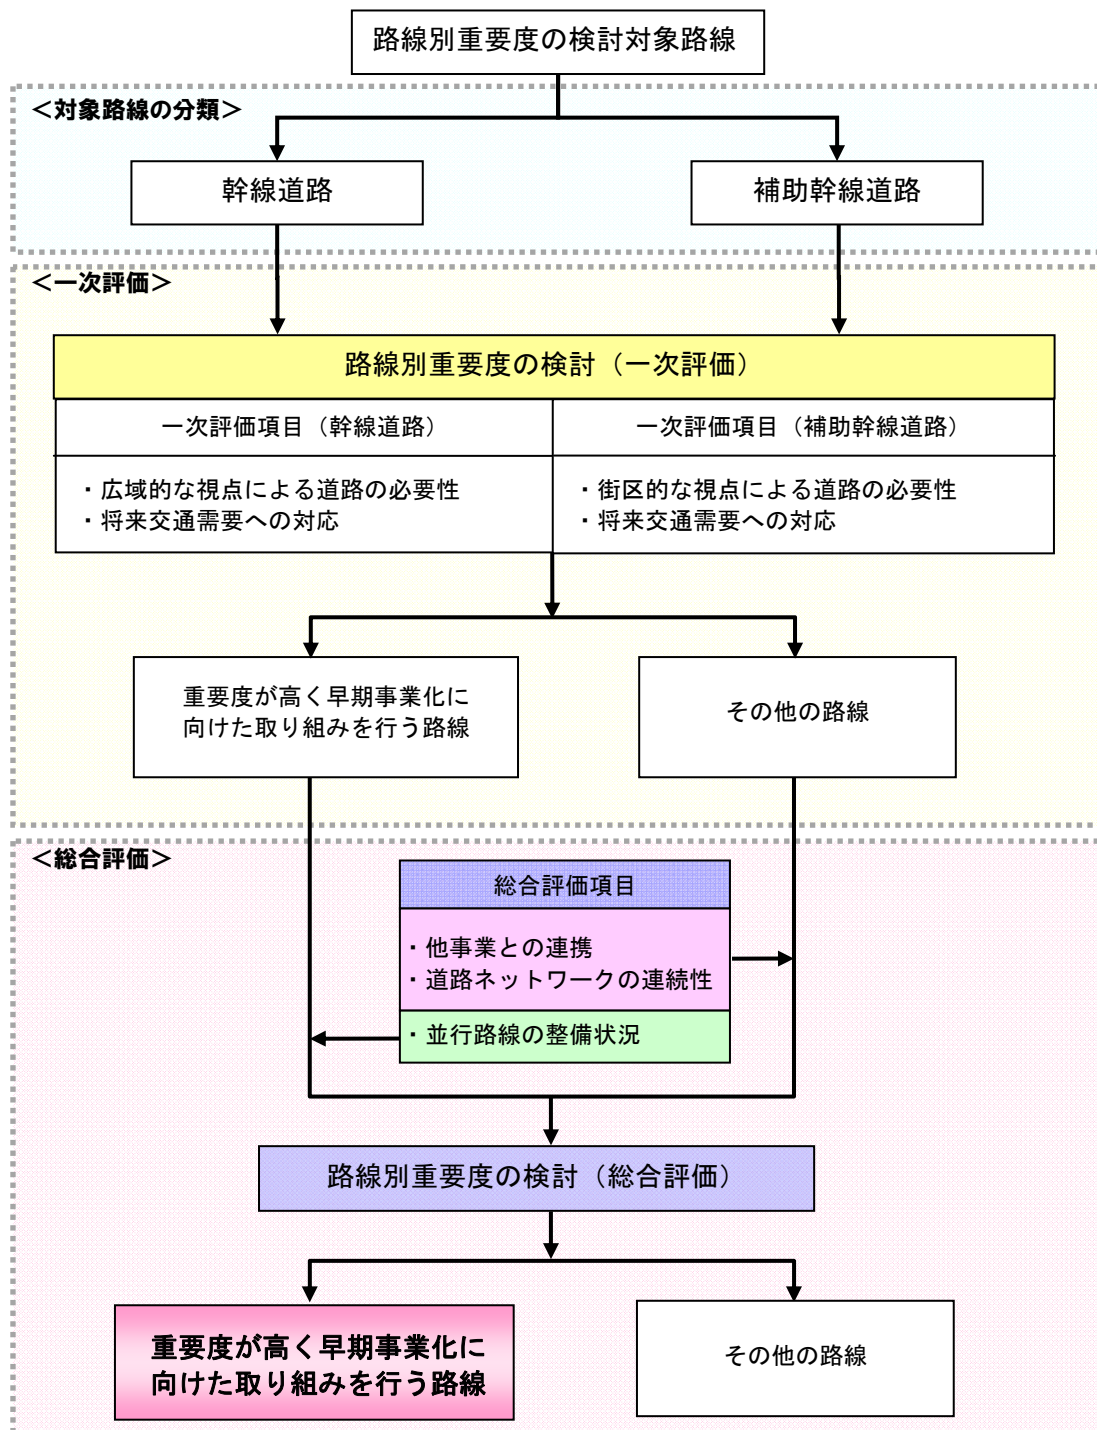 路線別重要度の検討対象路線
＜対象路線の分類＞
幹線道路
補助幹線道路
＜一次評価＞
路線別重要度の検討（一次評価）
一次評価項目（幹線道路）
一次評価項目（補助幹線道路）
・広域的な視点による道路の必要性
・将来交通需要への対応
・街区的な視点による道路の必要性
・将来交通需要への対応
重要度が高く早期事業化に
向けた取り組みを行う路線
その他の路線
＜総合評価＞
総合評価項目
・他事業との連携
・道路ネットワークの連続性
・並行路線の整備状況
路線別重要度の検討（総合評価）
重要度が高く早期事業化に
向けた取り組みを行う路線
その他の路線